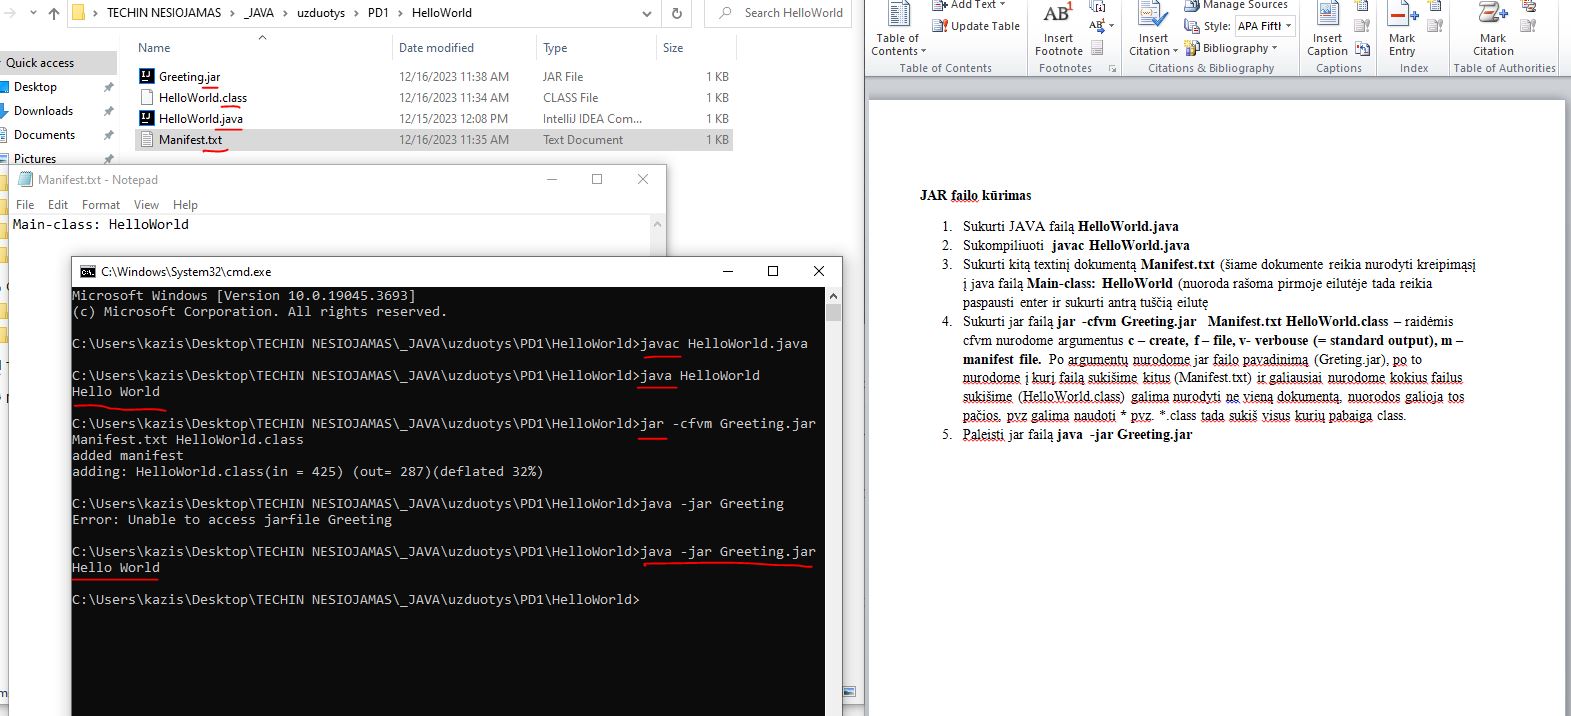 TECHIN NESIOJAMAS > _JAVA > uzduotys > PD1 > HelloWorld
Search HelloWorld
Name Date modified Type Size
Quick access
Desktop
Downloads
Documents
Pictures
Greeting.jar 12/16/2023 11:38 AM JAR File 1 KB
HelloWorld.class 12/16/2023 11:34 AM CLASS File 1 KB
HelloWorld.java 12/15/2023 12:08 PM IntelliJ IDEA Com... 1 KB
Manifest.txt 12/16/2023 11:35 AM Text Document 1 KB
Manifest.txt - Notepad
File Edit Format View Help
Main-class: HelloWorld
C:\Windows\System32\cmd.exe
Microsoft Windows [Version 10.0.19045.3693]
(c) Microsoft Corporation. All rights reserved.
C:\Users\kazis\Desktop\TECHIN NESIOJAMAS\_JAVA\uzduotys\PD1\HelloWorld>javac HelloWorld.java
C:\Users\kazis\Desktop\TECHIN NESIOJAMAS\_JAVA\uzduotys\PD1\HelloWorld>java HelloWorld
Hello World
C:\Users\kazis\Desktop\TECHIN NESIOJAMAS\_JAVA\uzduotys\PD1\HelloWorld>jar -cfvm Greeting.jar
Manifest.txt HelloWorld.class
added manifest
adding: HelloWorld.class(in = 425) (out= 287)(deflated 32%)
C:\Users\kazis\Desktop\TECHIN NESIOJAMAS\_JAVA\uzduotys\PD1\HelloWorld>java -jar Greeting
Error: Unable to access jarfile Greeting
C:\Users\kazis\Desktop\TECHIN NESIOJAMAS\_JAVA\uzduotys\PD1\HelloWorld>java -jar Greeting.jar
Hello World
C:\Users\kazis\Desktop\TECHIN NESIOJAMAS\_JAVA\uzduotys\PD1\HelloWorld>
Table of
Contents
Add Text
Update Table
Table of Contents
AB1
Insert
Footnote
AB1
Footnotes
Insert
Citation
Manage Sources
Style: APA Fift
Bibliography
Citations & Bibliography
Insert
Caption
Captions
Mark
Entry
Index
Mark
Citation
Table of Authorities
JAR failo kūrimas
1. Sukurti JAVA failą HelloWorld.java
2. Sukompiliuoti javac HelloWorld.java
3. Sukurti kitą textinį dokumentą Manifest.txt (šiame dokumente reikia nurodyti kreipimąsį
į java failą Main-class: HelloWorld (nuoroda rašoma pirmoje eilutėje tada reikia
paspausti enter ir sukurti antrą tuščią eilutę
4. Sukurti jar failą jar -cfvm Greeting.jar Manifest.txt HelloWorld.class – raidėmis
cfvm nurodome argumentus c – create, f – file, v- verbouse (= standard output), m –
manifest file. Po argumentų nurodome jar failo pavadinimą (Greting.jar), po to
nurodome į kurį failą sukišime kitus (Manifest.txt) ir galiausiai nurodome kokius failus
sukišime (HelloWorld.class) galima nurodyti ne vieną dokumentą, nuorodos galioja tos
pačios, pvz galima naudoti * pvz. *.class tada sukiš visus kurių pabaiga class.
5. Paleisti jar failą java -jar Greeting.jar